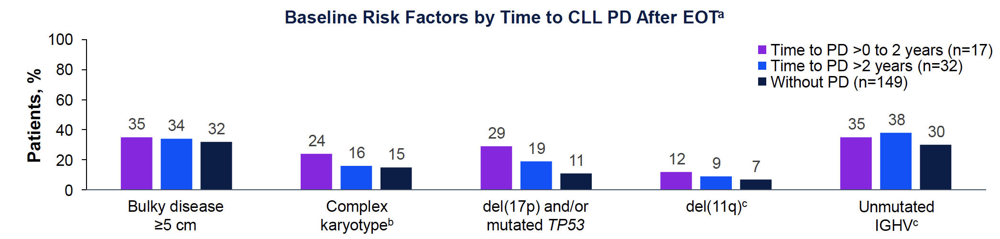 Baseline Risk Factors by Time to CLL PD After EOTᵃ
Patients, %
100
80
60
40
20
0
Time to PD >0 to 2 years (n=17)
Time to PD >2 years (n=32)
Without PD (n=149)
35 34 32
24 16 15
29 19 11
12 9 7
35 38 30
Bulky disease
≥5 cm
Complex
karyotypeᵇ
del(17p) and/or
mutated TP53
del(11q)ᶜ
Unmutated
IGHVᶜ